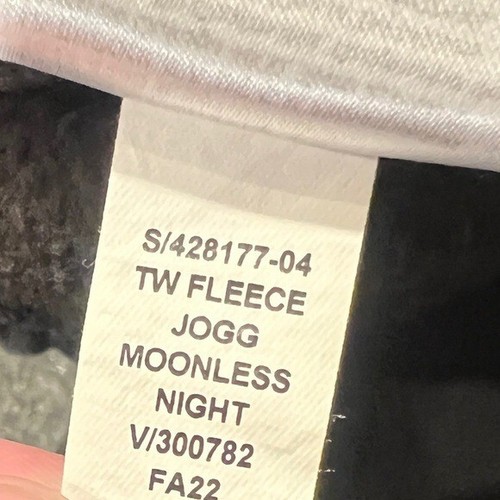 S/428177-04
TW FLEECE
JOGG
MOONLESS
NIGHT
V/300782
FA22